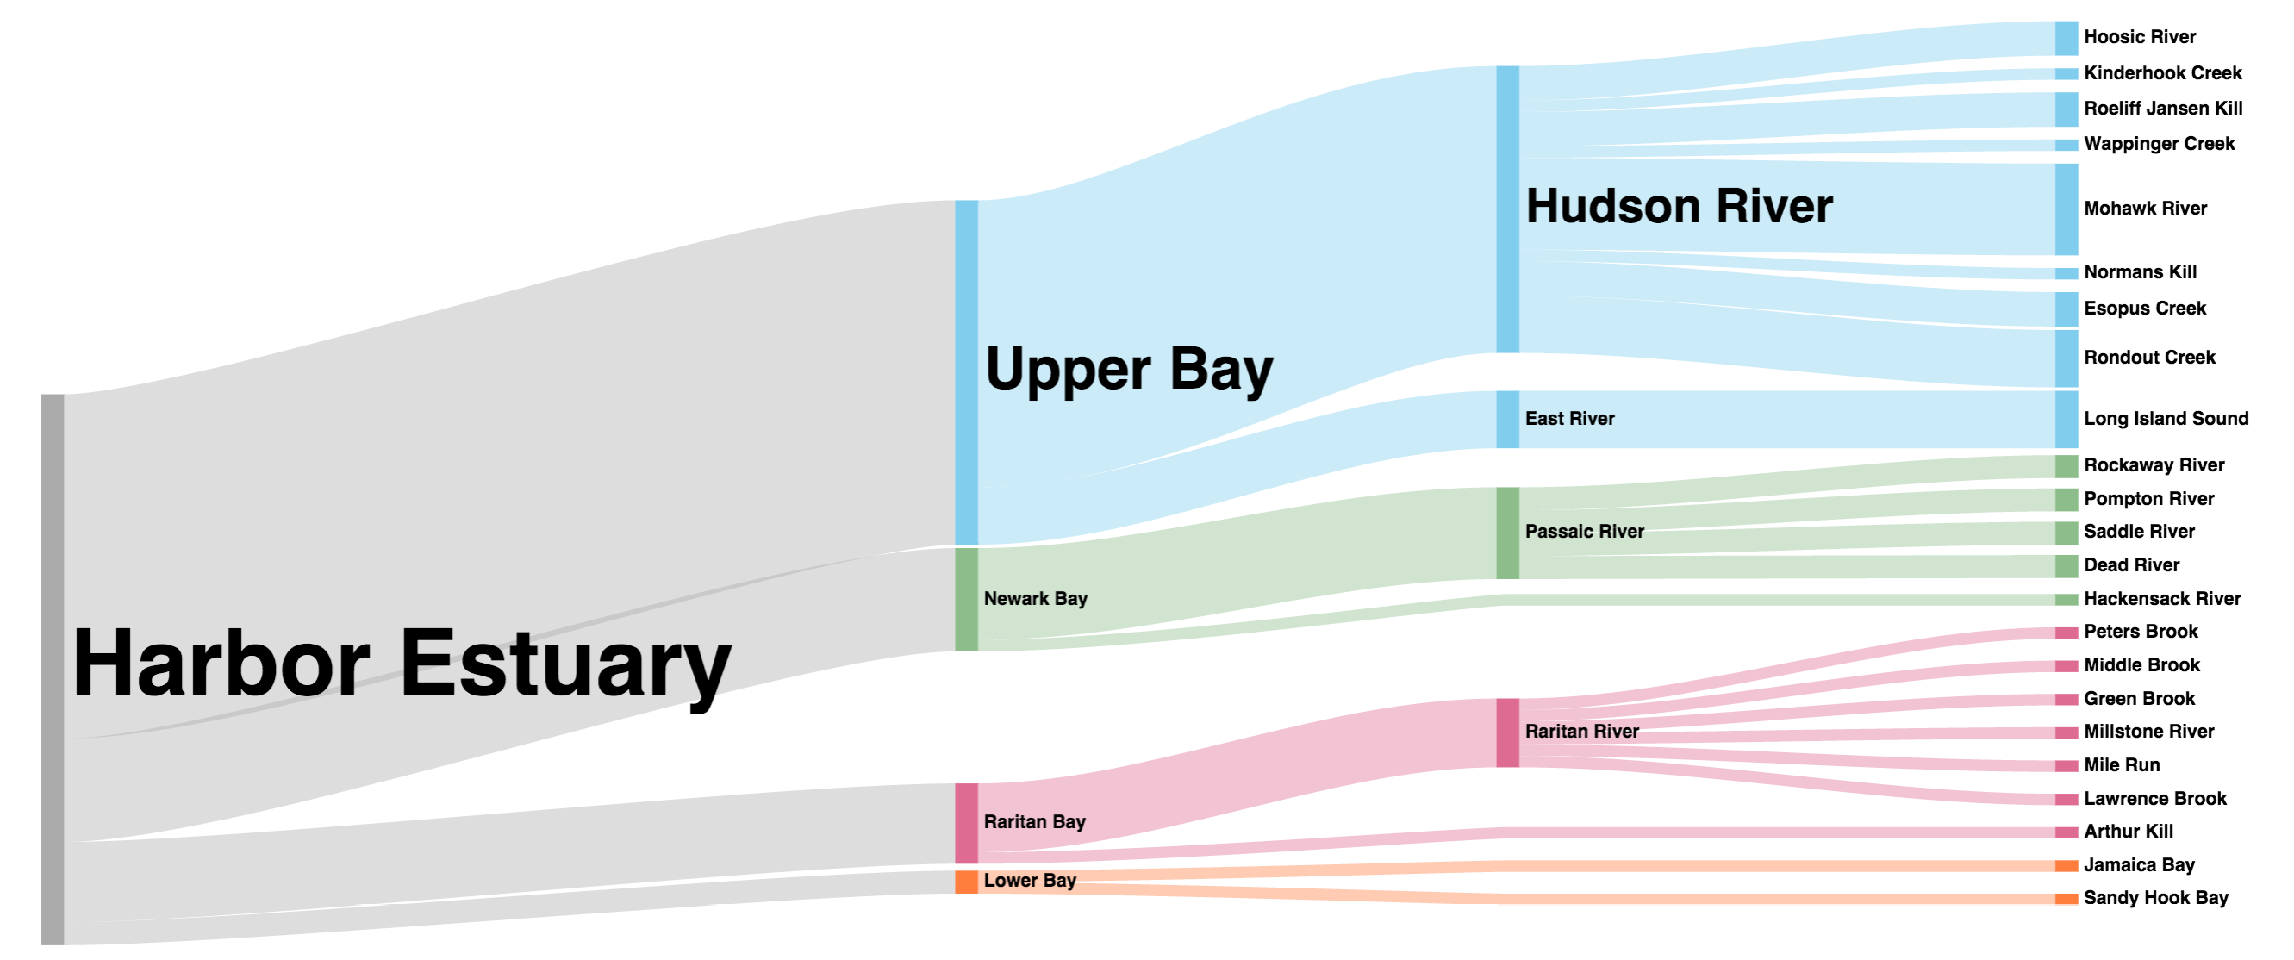 Harbor Estuary
Upper Bay
Newark Bay
Raritan Bay
Lower Bay
Hudson River
East River
Passaic River
Raritan River
Hoosic River
Kinderhook Creek
Roeliff Jansen Kill
Wappinger Creek
Mohawk River
Normans Kill
Esopus Creek
Rondout Creek
Long Island Sound
Rockaway River
Pompton River
Saddle River
Dead River
Hackensack River
Peters Brook
Middle Brook
Green Brook
Millstone River
Mile Run
Lawrence Brook
Arthur Kill
Jamaica Bay
Sandy Hook Bay